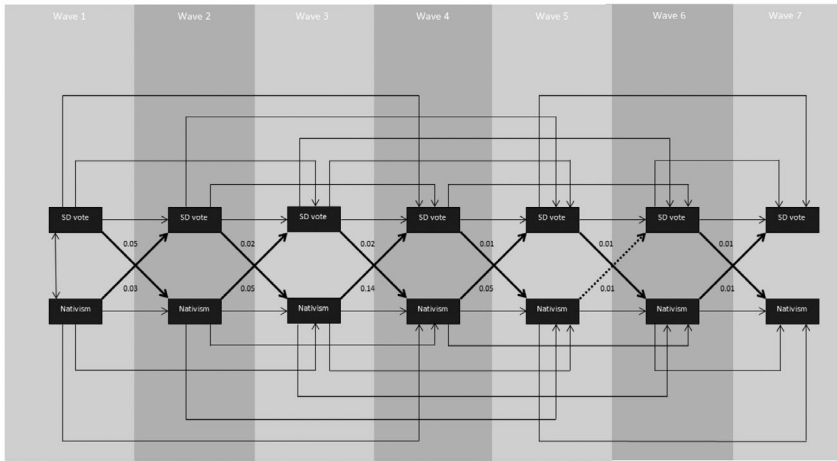 Wave 1 Wave 2 Wave 3 Wave 4 Wave 5 Wave 6 Wave 7
SD vote SD vote SD vote SD vote SD vote SD vote SD vote
0.05 0.02 0.02 0.01 0.01 0.01
0.03 0.05 0.14 0.05 0.01 0.01
Nativism Nativism Nativism Nativism Nativism Nativism Nativism